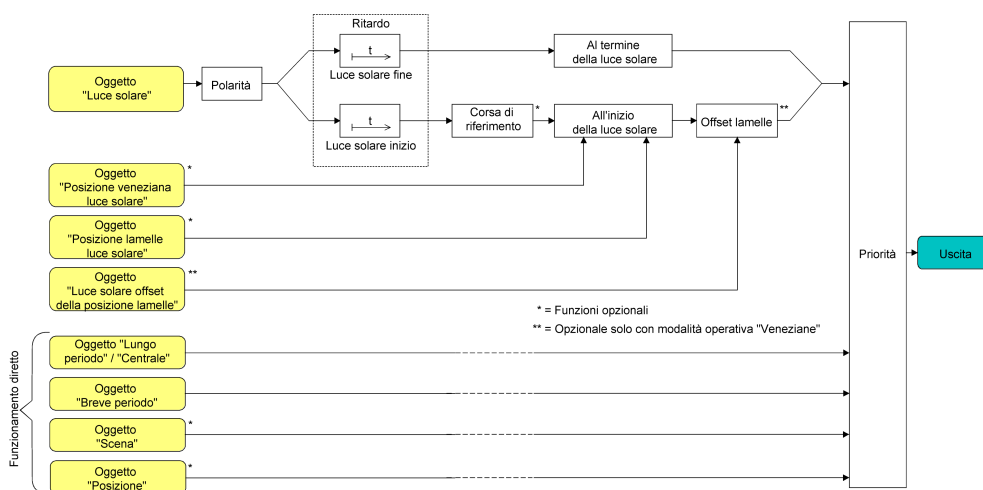 Ritardo
t
Luce solare fine
Al termine
della luce solare
Oggetto
"Luce solare"
Polarità
t
Luce solare inizio
Corsa di
riferimento
*
All'inizio
della luce solare
Offset lamelle
**
Oggetto
"Posizione veneziana
luce solare"
*
Oggetto
"Posizione lamelle
luce solare"
*
Oggetto
"Luce solare offset
della posizione lamelle"
**
Priorità
Uscita
* = Funzioni opzionali
** = Opzionale solo con modalità operativa "Veneziane"
Funzionamento diretto
Oggetto "Lungo
periodo" / "Centrale"
Oggetto
"Breve periodo"
Oggetto
"Scena"
*
Oggetto
"Posizione"
*